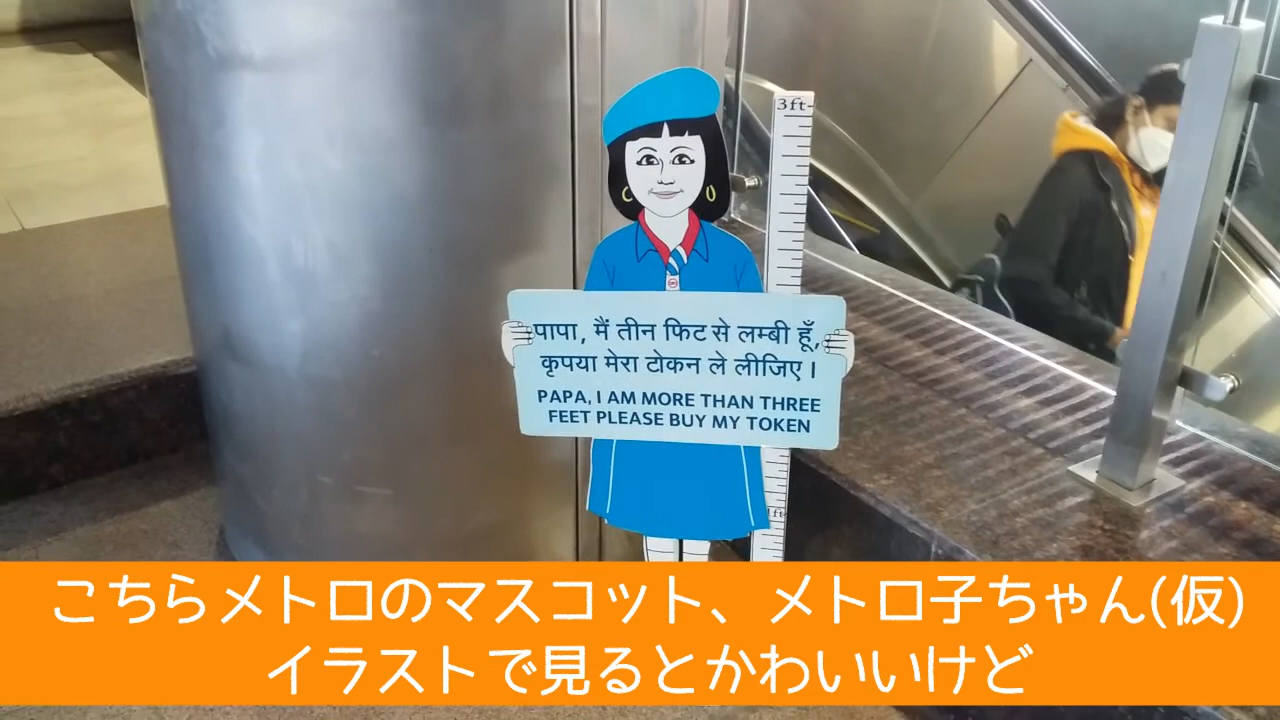 3ft
पापा, मैं तीन फिट से लम्बी हूँ,
कृपया मेरा टोकन ले लीजिए।
PAPA, I AM MORE THAN THREE
FEET PLEASE BUY MY TOKEN
1ft
こちらメトロのマスコット、メトロ子ちゃん(仮)
イラストで見るとかわいいけど